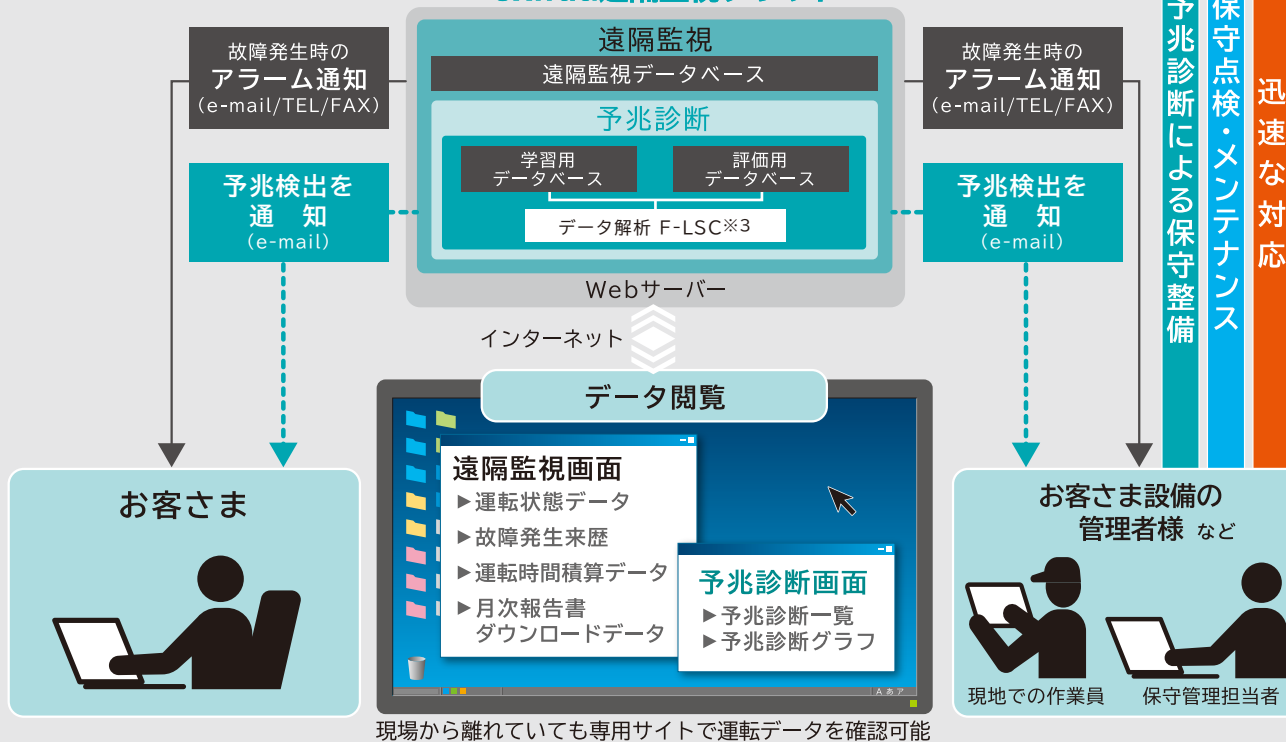 遠隔監視
遠隔監視データベース
予兆診断
学習用
データベース
評価用
データベース
データ解析 F-LSC※3
Webサーバー
故障発生時の
アラーム通知
(e-mail/TEL/FAX)
予兆検出を
通 知
(e-mail)
故障発生時の
アラーム通知
(e-mail/TEL/FAX)
予兆検出を
通 知
(e-mail)
予兆診断による保守整備
保守点検・メンテナンス
迅速な対応
インターネット
データ閲覧
遠隔監視画面
▶運転状態データ
▶故障発生来歴
▶運転時間積算データ
▶月次報告書
ダウンロードデータ
予兆診断画面
▶予兆診断一覧
▶予兆診断グラフ
A あ ア
お客さま
お客さま設備の
管理者様 など
現地での作業員
保守管理担当者
現場から離れていても専用サイトで運転データを確認可能